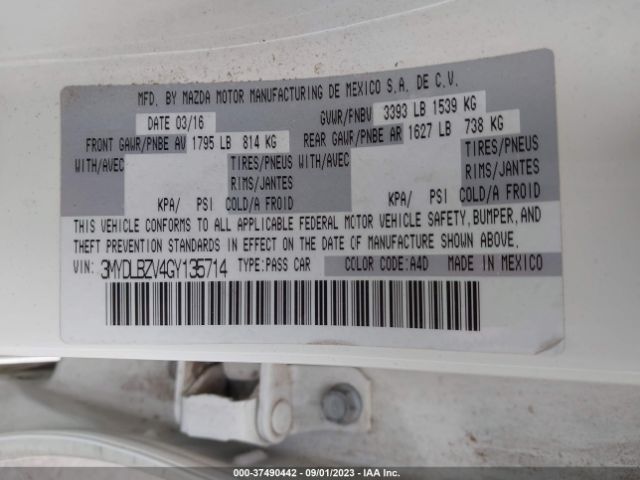 MFD. BY MAZDA MOTOR MANUFACTURING DE MEXICO S.A. DE C.V.
DATE 03/16 GVWR/PNBV 3393 LB 1539 KG
FRONT GAWR/PNBE AV 1795 LB 814 KG REAR GAWR/PNBE AR 1627 LB 738 KG
WITH/AVEC TIRES/PNEUS WITH/AVEC TIRES/PNEUS
RIMS/JANTES RIMS/JANTES
KPA/ PSI COLD/A FROID KPA/ PSI COLD/A FROID
THIS VEHICLE CONFORMS TO ALL APPLICABLE FEDERAL MOTOR VEHICLE SAFETY, BUMPER, AND
THEFT PREVENTION STANDARDS IN EFFECT ON THE DATE OF MANUFACTURE SHOWN ABOVE.
VIN: 3MYDLBZV4GY135714 TYPE:PASS CAR COLOR CODE:A4D MADE IN MEXICO
000-37490442 - 09/01/2023 - IAA Inc.